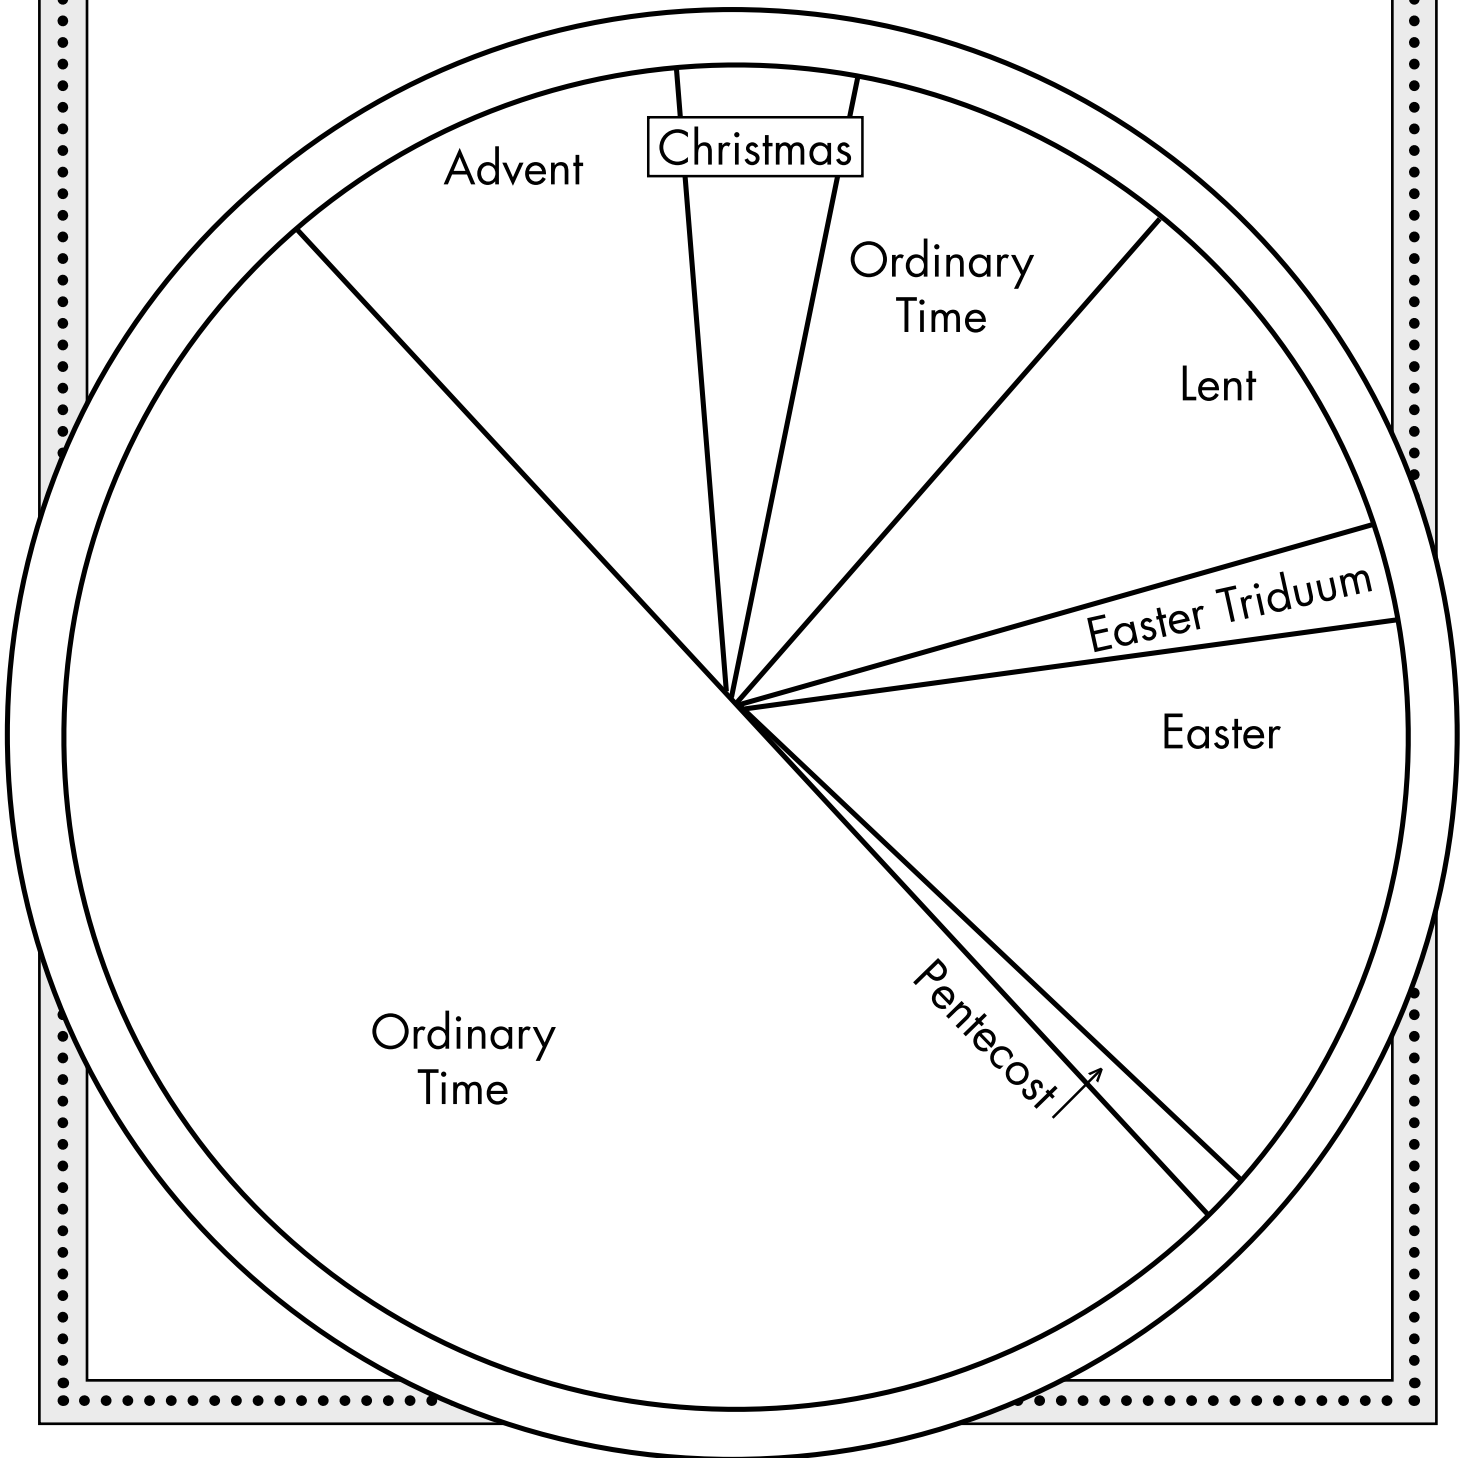 Advent
Christmas
Ordinary
Time
Lent
Easter Triduum
Easter
Pentecost
Ordinary
Time